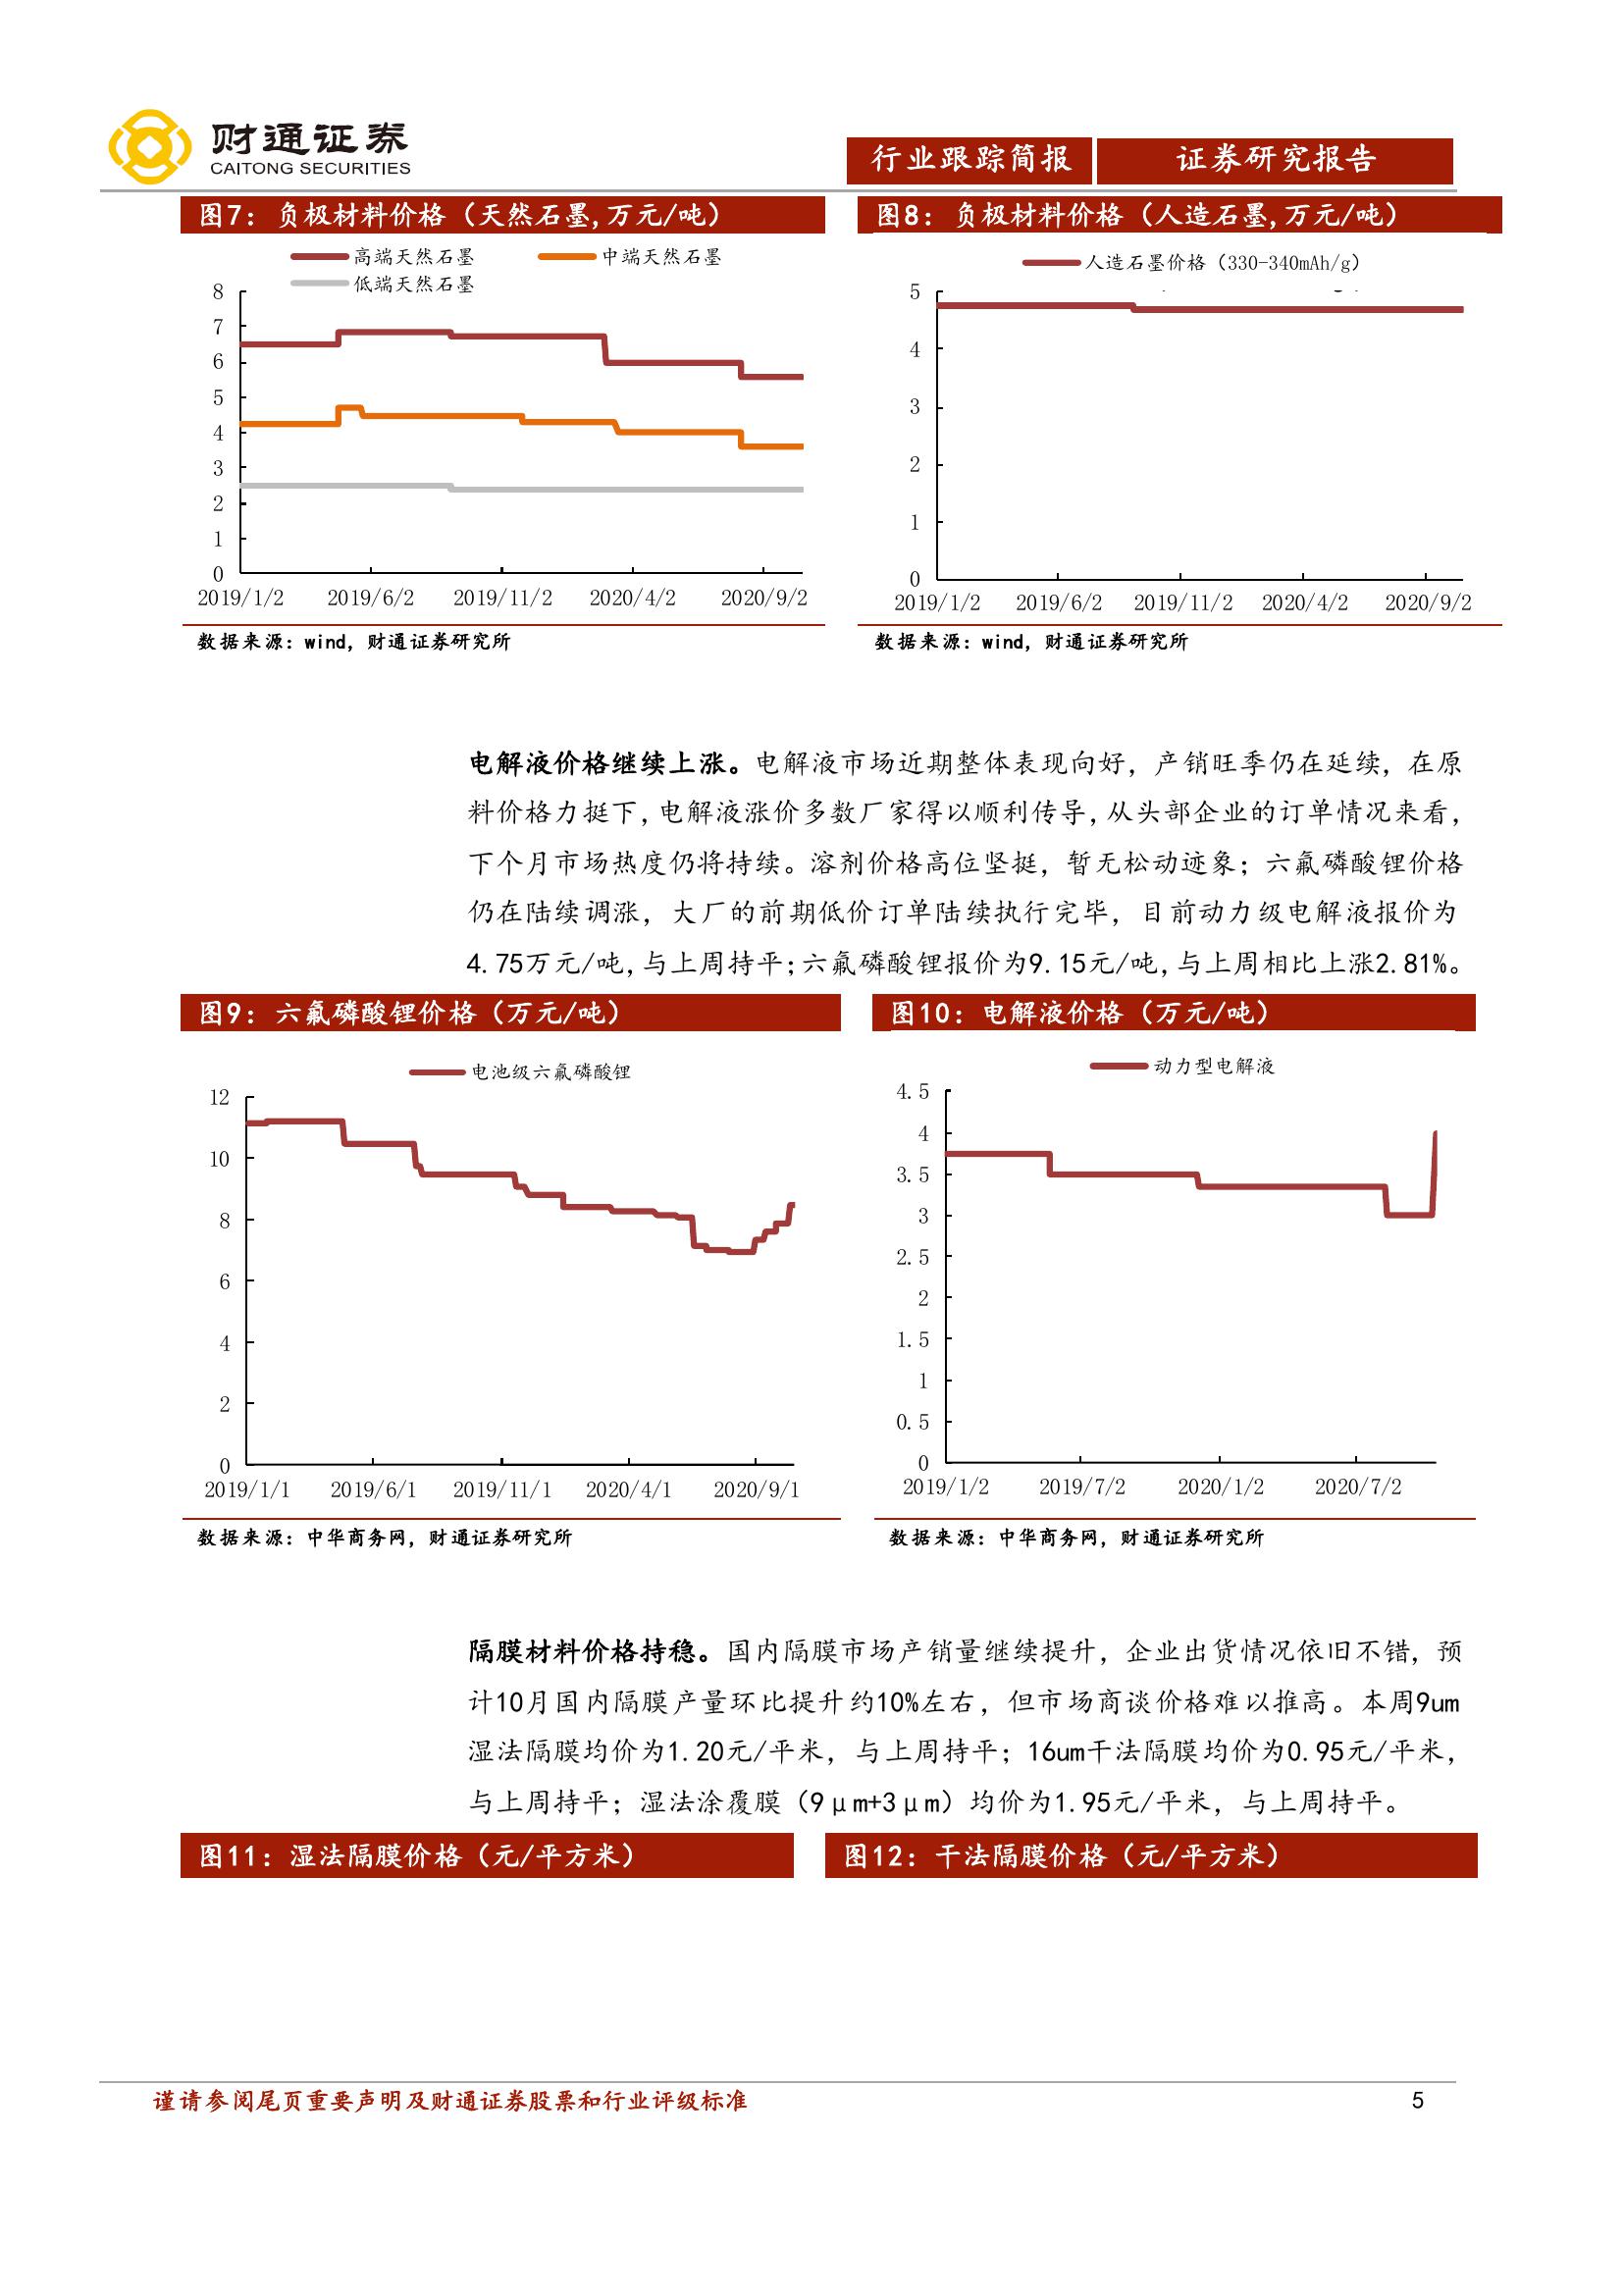 财通证券
CAITONG SECURITIES
行业跟踪简报
证券研究报告
图7：负极材料价格（天然石墨,万元/吨）
高端天然石墨
中端天然石墨
低端天然石墨
8
7
6
5
4
3
2
1
0
2019/1/2 2019/6/2 2019/11/2 2020/4/2 2020/9/2
数据来源：wind，财通证券研究所
图8：负极材料价格（人造石墨,万元/吨）
人造石墨价格（330-340mAh/g）
5
4
3
2
1
0
2019/1/2 2019/6/2 2019/11/2 2020/4/2 2020/9/2
数据来源：wind，财通证券研究所
电解液价格继续上涨。电解液市场近期整体表现向好，产销旺季仍在延续，在原
料价格力挺下，电解液涨价多数厂家得以顺利传导，从头部企业的订单情况来看，
下个月市场热度仍将持续。溶剂价格高位坚挺，暂无松动迹象；六氟磷酸锂价格
仍在陆续调涨，大厂的前期低价订单陆续执行完毕，目前动力级电解液报价为
4.75万元/吨，与上周持平；六氟磷酸锂报价为9.15元/吨，与上周相比上涨2.81%。
图9：六氟磷酸锂价格（万元/吨）
电池级六氟磷酸锂
12
10
8
6
4
2
0
2019/1/1 2019/6/1 2019/11/1 2020/4/1 2020/9/1
数据来源：中华商务网，财通证券研究所
图10：电解液价格（万元/吨）
动力型电解液
4.5
4
3.5
3
2.5
2
1.5
1
0.5
0
2019/1/2 2019/7/2 2020/1/2 2020/7/2
数据来源：中华商务网，财通证券研究所
隔膜材料价格持稳。国内隔膜市场产销量继续提升，企业出货情况依旧不错，预
计10月国内隔膜产量环比提升约10%左右，但市场商谈价格难以推高。本周9um
湿法隔膜均价为1.20元/平米，与上周持平；16um干法隔膜均价为0.95元/平米，
与上周持平；湿法涂覆膜（9μm+3μm）均价为1.95元/平米，与上周持平。
图11：湿法隔膜价格（元/平方米）
图12：干法隔膜价格（元/平方米）
谨请参阅尾页重要声明及财通证券股票和行业评级标准
5